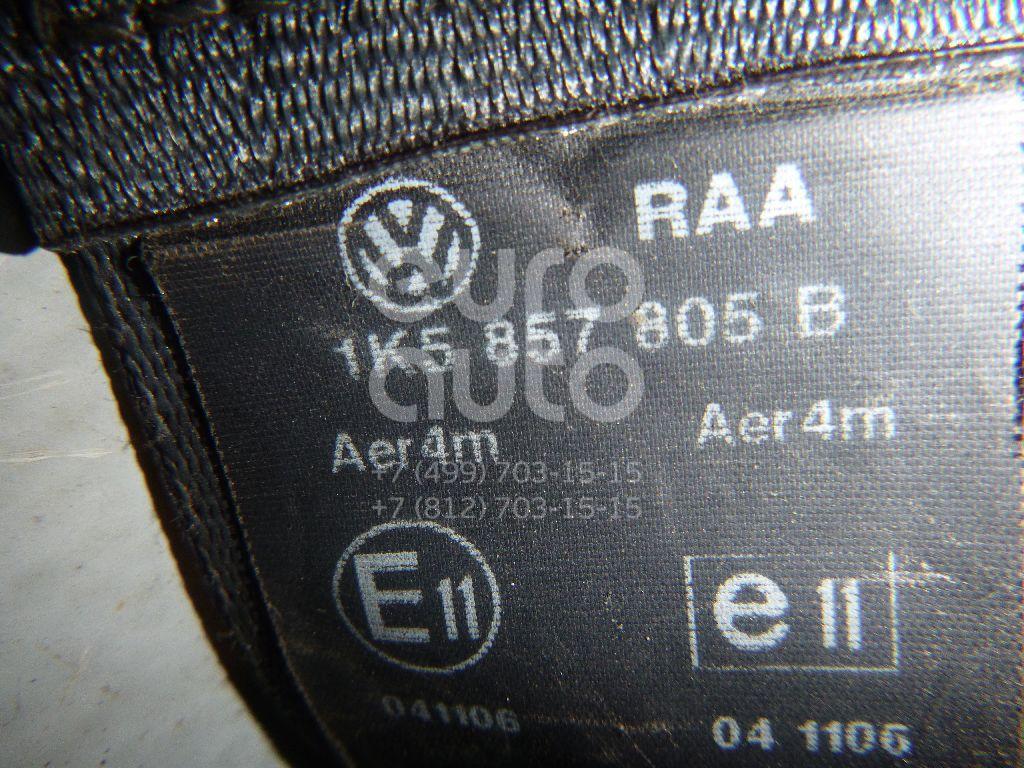 RAA
1K5 857 805 B
euro
auto
Aer4m Aer4m
+7 (499) 703-15-15
+7 (812) 703-15-15
E11 e11
041106 04 1106